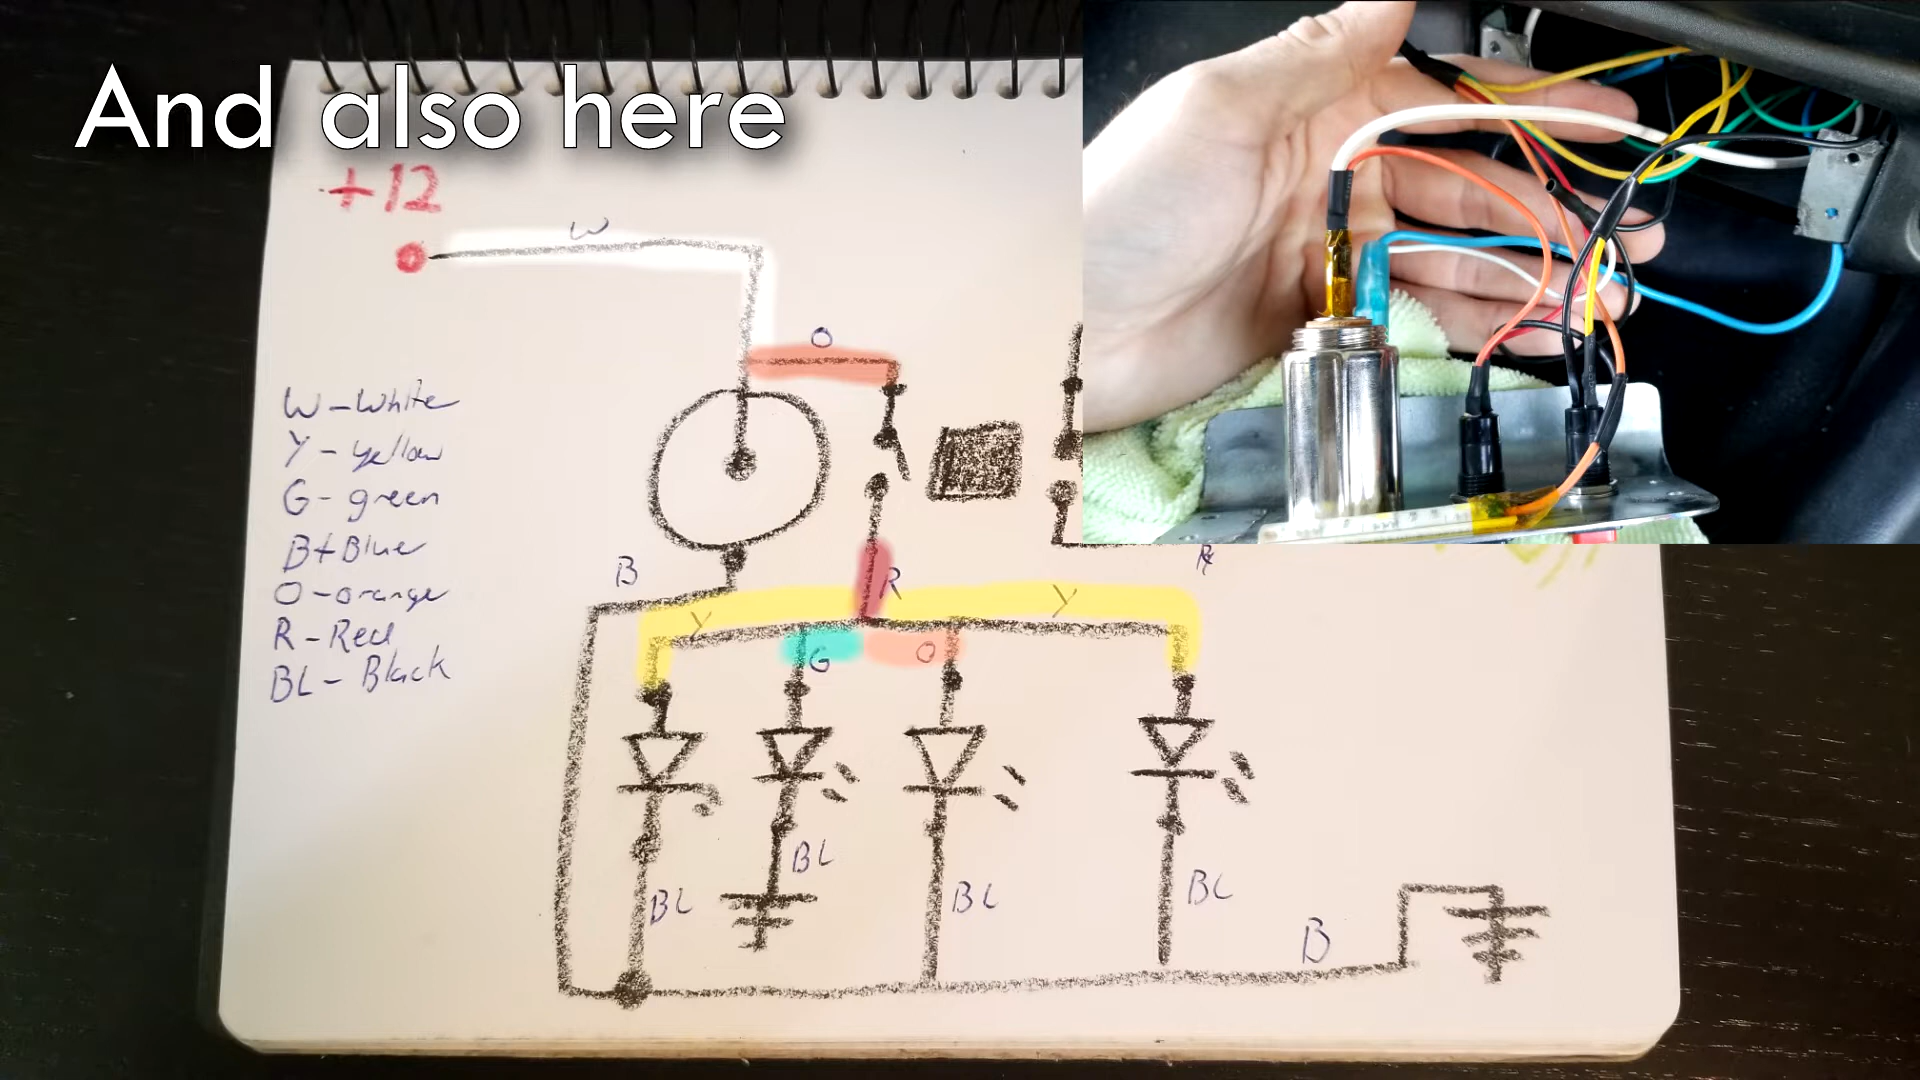 And also here
+12
W
O
W - White
Y - yellow
G - green
B + Blue
O - orange
R - Red
BL - Black
B
R
Y
Y
G
O
BL
BL
BL
BL
B